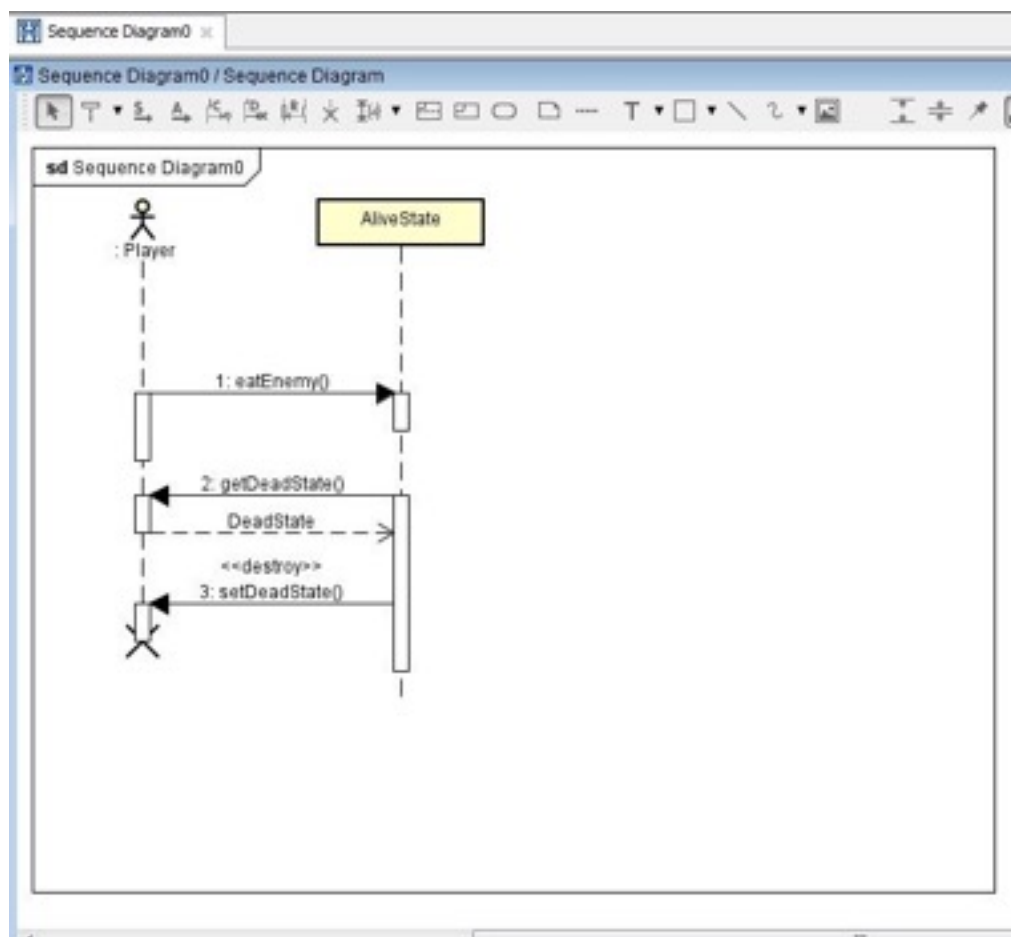 Sequence Diagram0
Sequence Diagram0 / Sequence Diagram
sd Sequence Diagram0
AliveState
: Player
1: eatEnemy()
2: getDeadState()
DeadState
<<destroy>>
3: setDeadState()